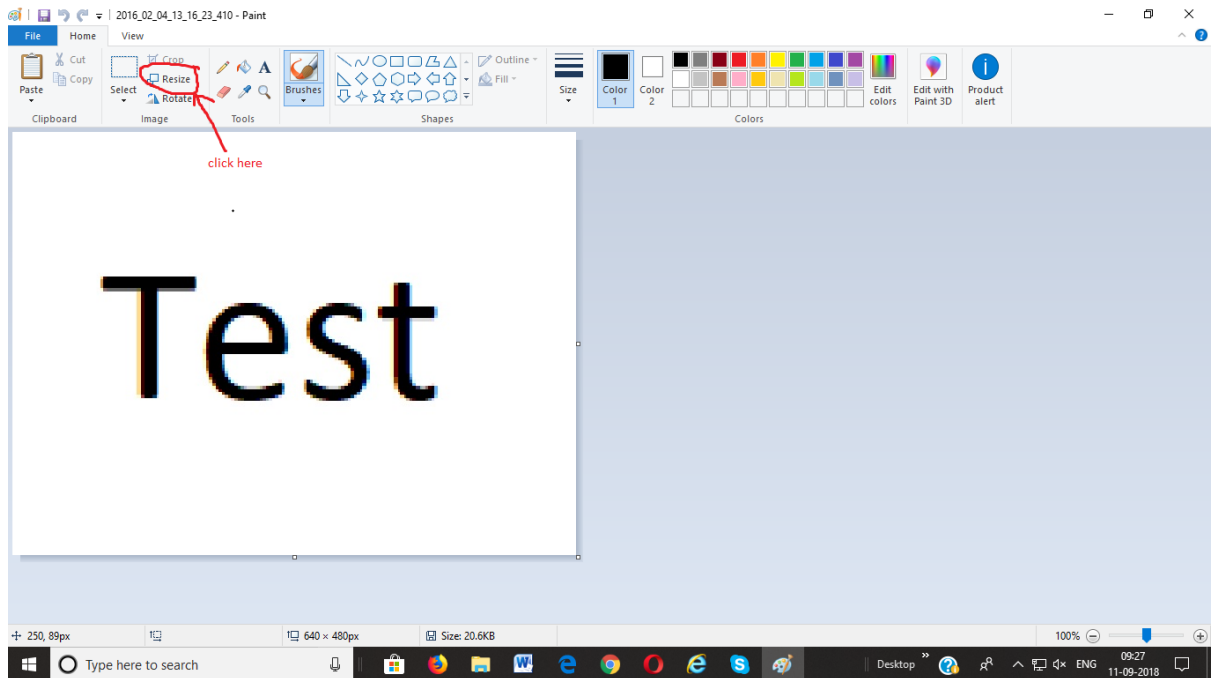 2016_02_04_13_16_23_410 - Paint
File Home View
Paste
Cut
Copy
Clipboard
Select
Crop
Resize
Rotate
Image
A
Tools
Brushes
Outline
Fill
Shapes
Size
Color 1
Color 2
Edit colors
Colors
Edit with Paint 3D
Product alert
click here
Test
250, 89px
640 × 480px
Size: 20.6KB
100%
Type here to search
Desktop
ENG
09:27
11-09-2018